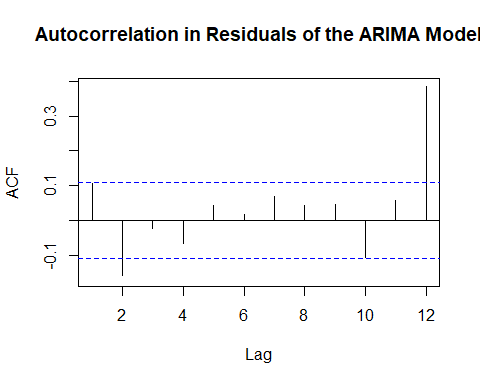 Autocorrelation in Residuals of the ARIMA Model
ACF
0.3
0.1
-0.1
2 4 6 8 10 12
Lag